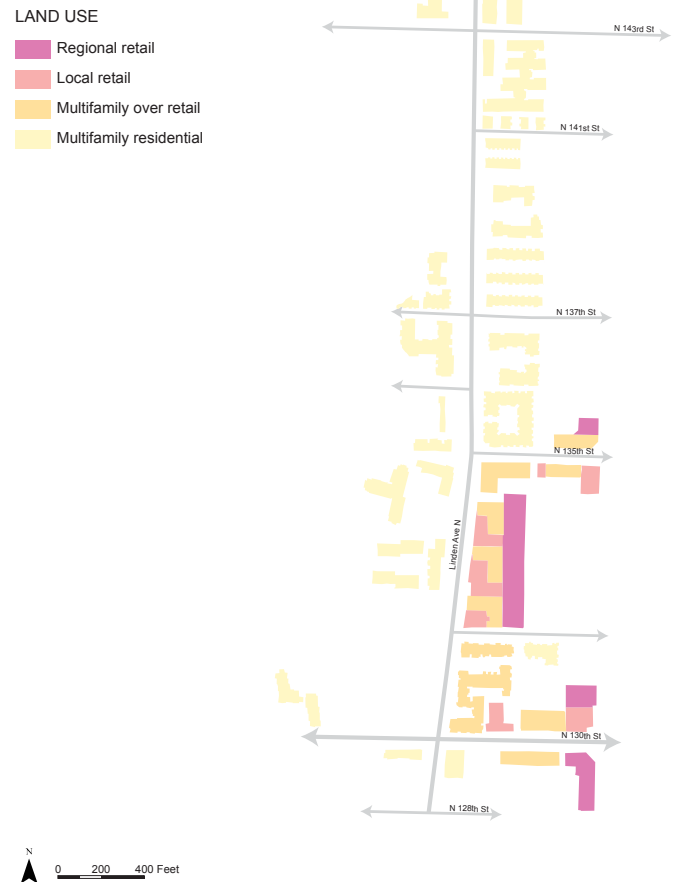 LAND USE
Regional retail
Local retail
Multifamily over retail
Multifamily residential
N 143rd St
N 141st St
N 137th St
N 135th St
Linden Ave N
N 130th St
N 128th St
N
0 200 400 Feet